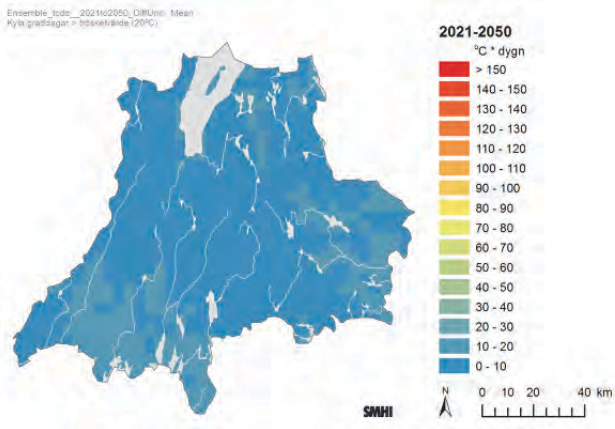 Ensemble_tcds__2021to2050_DiffUnc: Mean
Kyla graddagar > tröskelvärde (20°C)
2021-2050
°C * dygn
> 150
140 - 150
130 - 140
120 - 130
110 - 120
100 - 110
90 - 100
80 - 90
70 - 80
60 - 70
50 - 60
40 - 50
30 - 40
20 - 30
10 - 20
0 - 10
SMHI
N
0 10 20 40 km